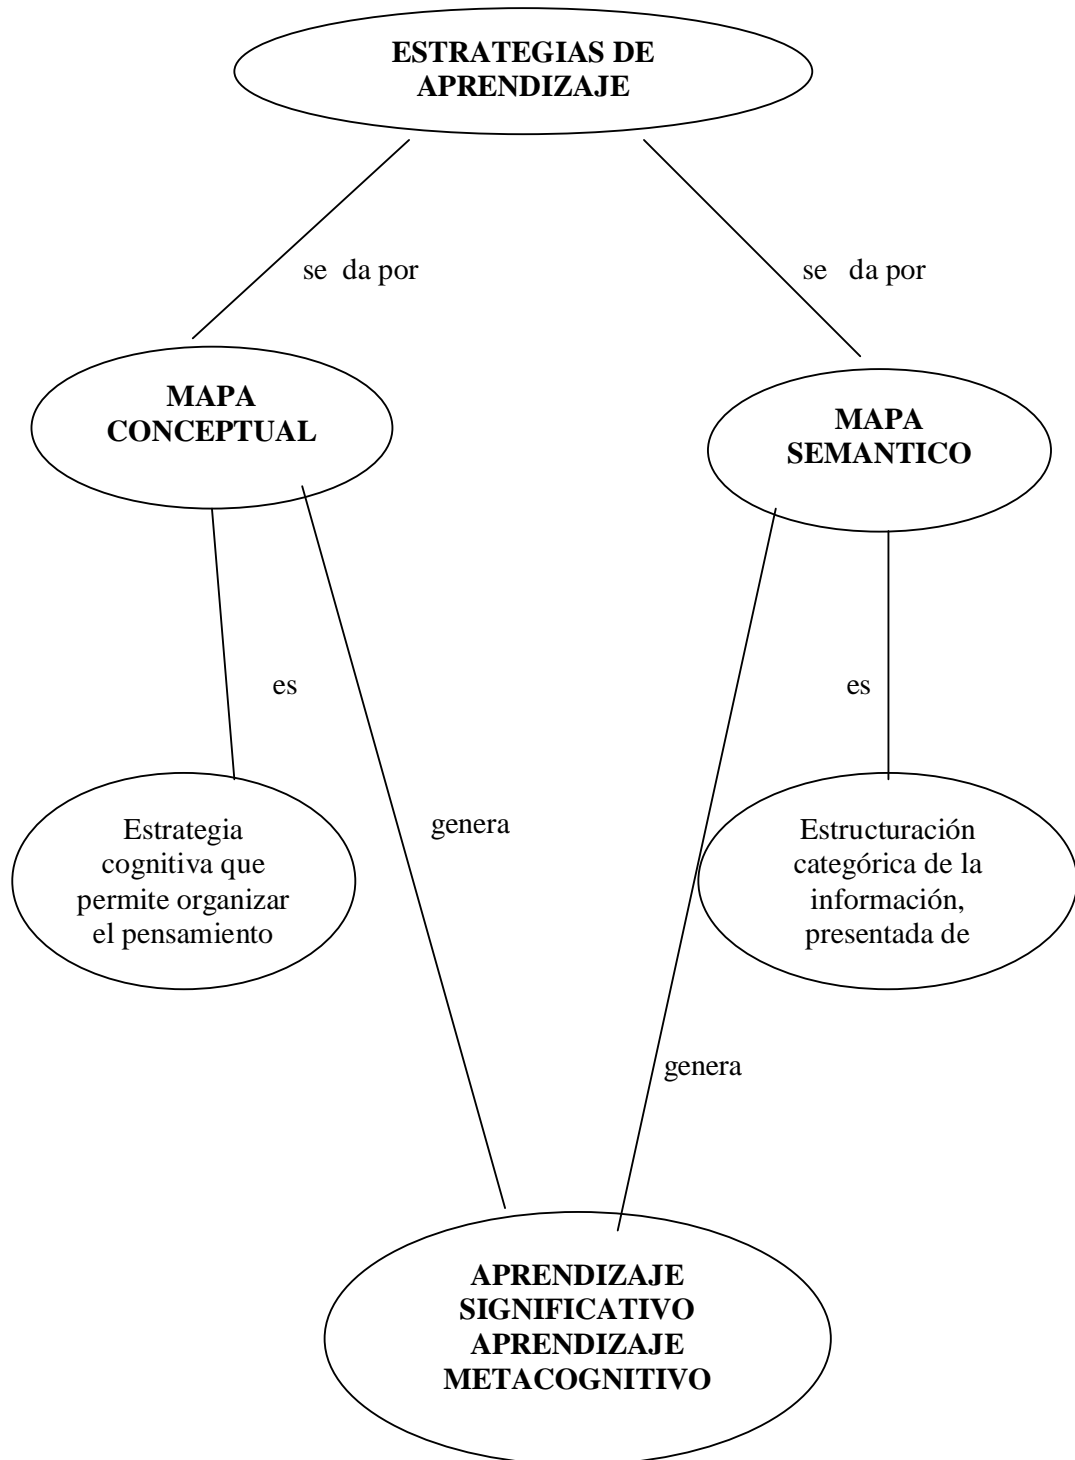 ESTRATEGIAS DE
APRENDIZAJE
se da por
se da por
MAPA
CONCEPTUAL
MAPA
SEMANTICO
es
es
Estrategia
cognitiva que
permite organizar
el pensamiento
genera
Estructuración
categórica de la
información,
presentada de
genera
APRENDIZAJE
SIGNIFICATIVO
APRENDIZAJE
METACOGNITIVO